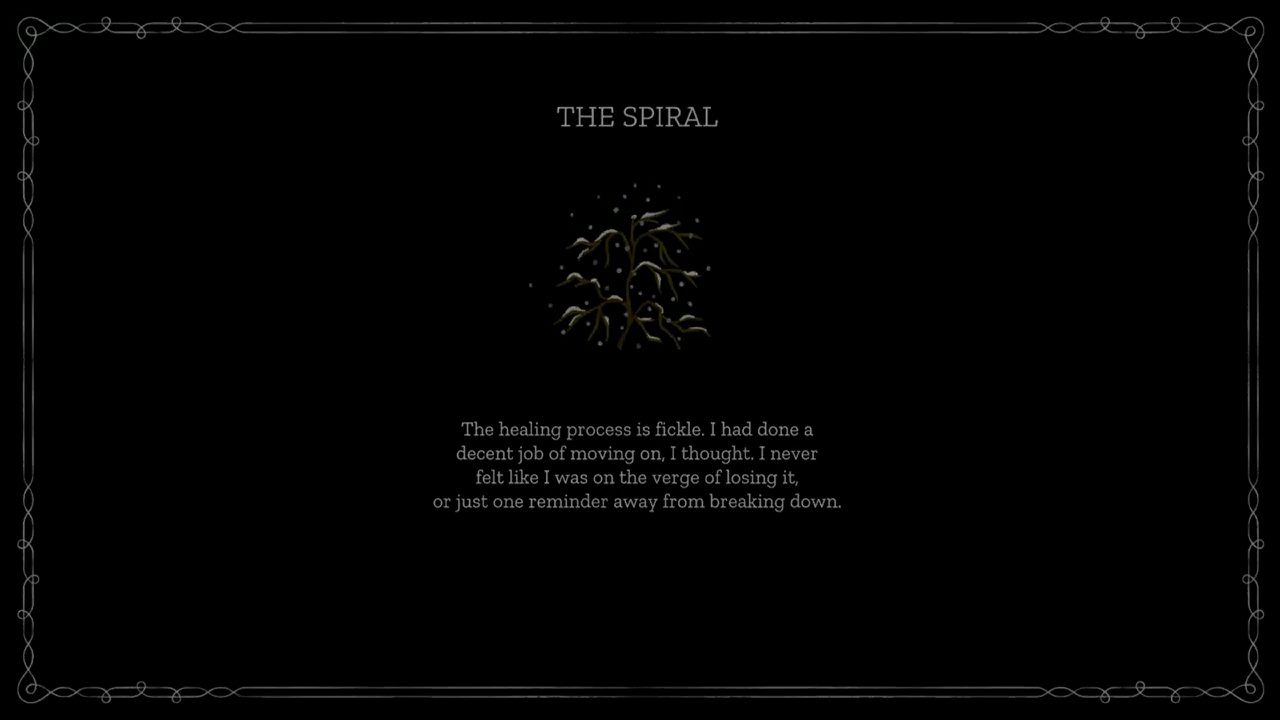 THE SPIRAL
The healing process is fickle. I had done a
decent job of moving on, I thought. I never
felt like I was on the verge of losing it,
or just one reminder away from breaking down.